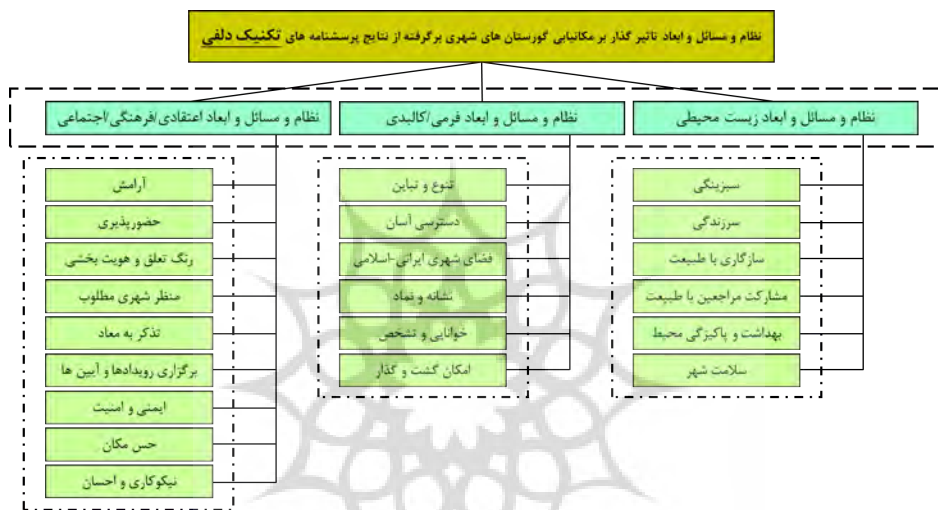 نظام و مسائل و ابعاد تاثیر گذار بر مکانیابی گورستان های شهری برگرفته از نتایج پرسشنامه های تکنیک دلفی
نظام و مسائل و ابعاد زیست محیطی
سبزینگی
سرزندگی
سازگاری با طبیعت
مشارکت مراجعین با طبیعت
بهداشت و پاکیزگی محیط
سلامت شهر
نظام و مسائل و ابعاد فرمی/کالبدی
تنوع و تباین
دسترسی آسان
فضای شهری ایرانی-اسلامی
نشانه و نماد
خوانایی و تشخص
امکان گشت و گذار
نظام و مسائل و ابعاد اعتقادی/فرهنگی/اجتماعی
آرامش
حضورپذیری
رنگ تعلق و هویت بخشی
منظر شهری مطلوب
تذکر به معاد
برگزاری رویدادها و آیین ها
ایمنی و امنیت
حس مکان
نیکوکاری و احسان